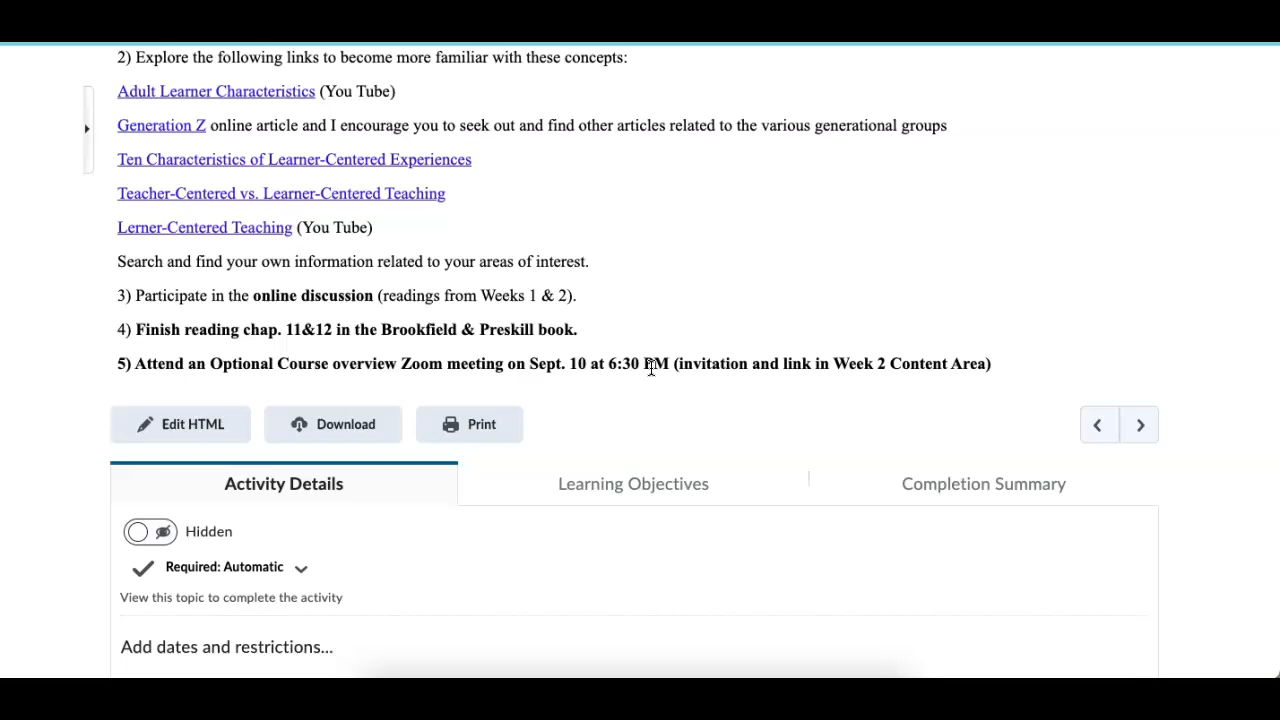 2) Explore the following links to become more familiar with these concepts:
Adult Learner Characteristics (You Tube)
Generation Z online article and I encourage you to seek out and find other articles related to the various generational groups
Ten Characteristics of Learner-Centered Experiences
Teacher-Centered vs. Learner-Centered Teaching
Lerner-Centered Teaching (You Tube)
Search and find your own information related to your areas of interest.
3) Participate in the online discussion (readings from Weeks 1 & 2).
4) Finish reading chap. 11&12 in the Brookfield & Preskill book.
5) Attend an Optional Course overview Zoom meeting on Sept. 10 at 6:30 PM (invitation and link in Week 2 Content Area)
Edit HTML Download Print
Activity Details Learning Objectives Completion Summary
Hidden
Required: Automatic
View this topic to complete the activity
Add dates and restrictions...